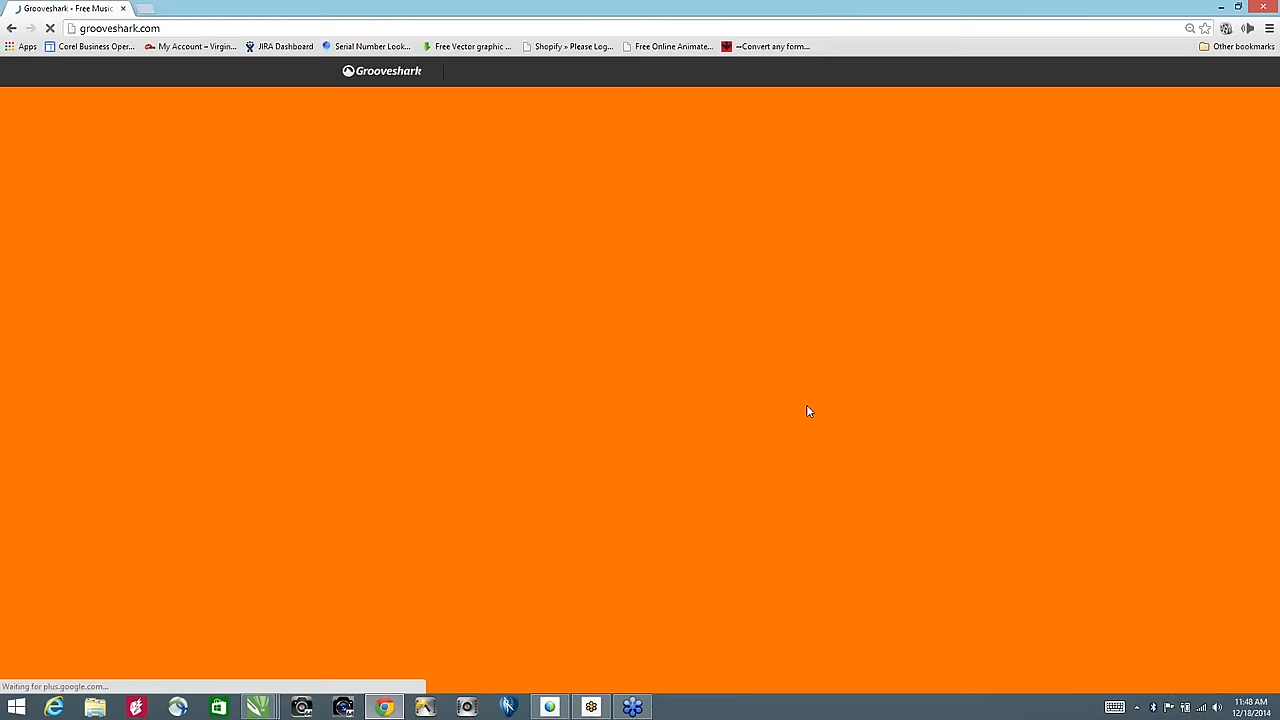 Grooveshark - Free Music
grooveshark.com
Apps Corel Business Oper... My Account – Virgin... JIRA Dashboard Serial Number Look... Free Vector graphic ... Shopify » Please Log... Free Online Animate... --Convert any form... Other bookmarks
Grooveshark
Waiting for plus.google.com...
11:48 AM
12/18/2014